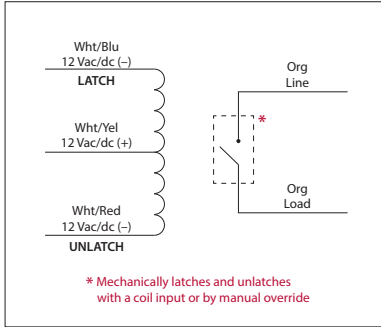 Wht/Blu
12 Vac/dc (–)
LATCH
Wht/Yel
12 Vac/dc (+)
Wht/Red
12 Vac/dc (–)
UNLATCH
Org
Line
*
Org
Load
* Mechanically latches and unlatches
with a coil input or by manual override